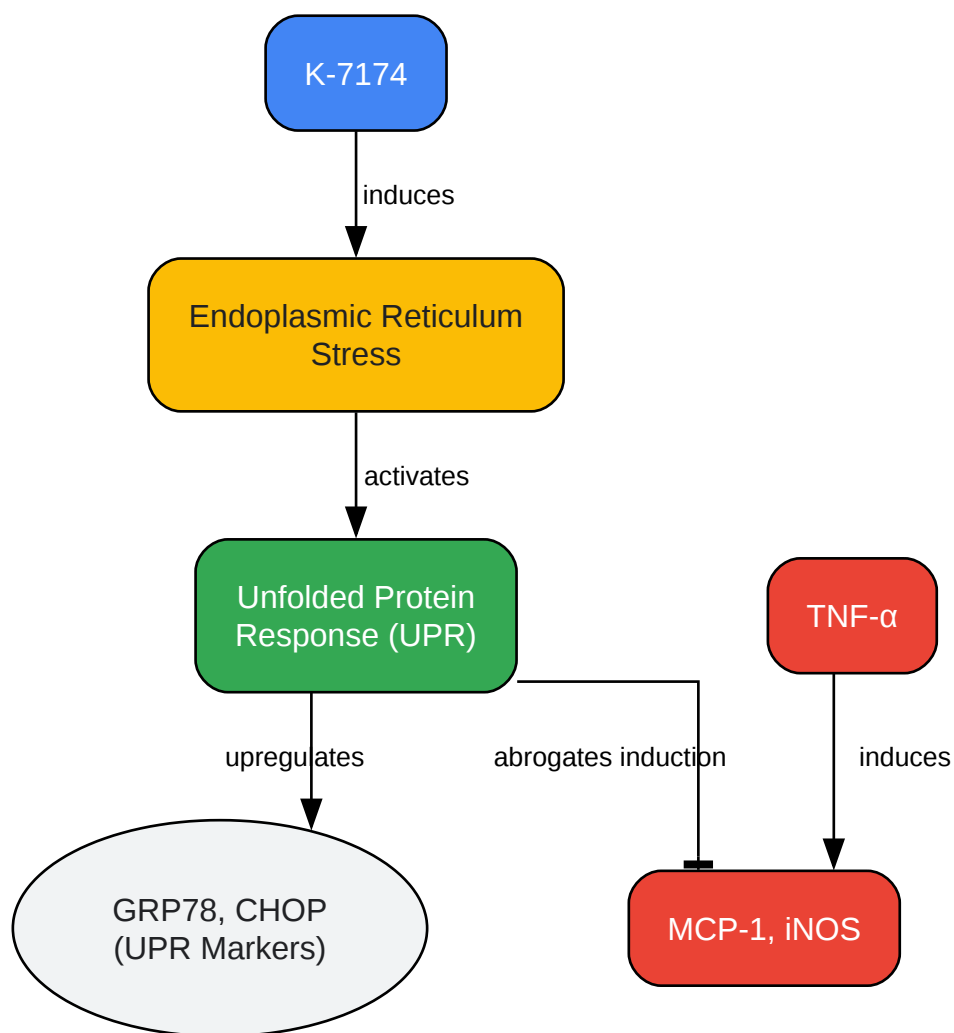 K-7174
induces
Endoplasmic Reticulum
Stress
activates
Unfolded Protein
Response (UPR)
TNF-α
upregulates
abrogates induction
induces
GRP78, CHOP
(UPR Markers)
MCP-1, iNOS